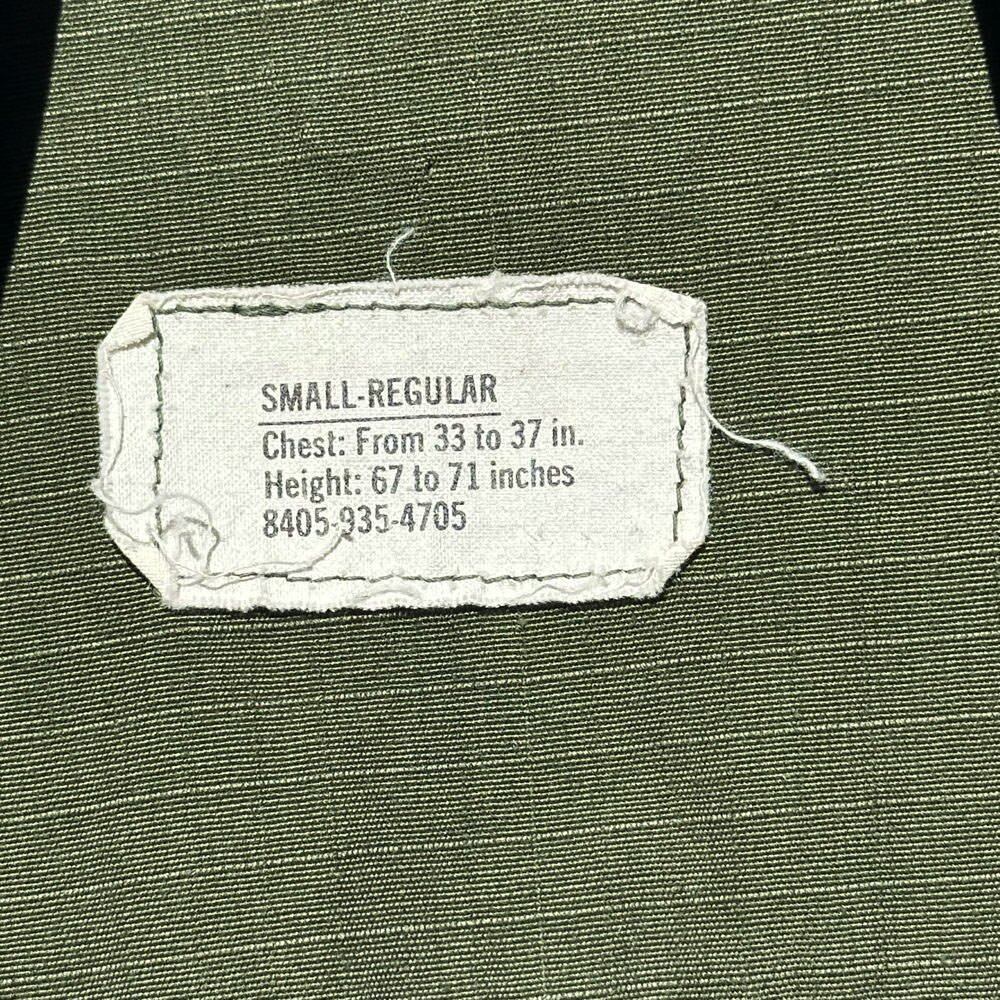 SMALL-REGULAR
Chest: From 33 to 37 in.
Height: 67 to 71 inches
8405-935-4705